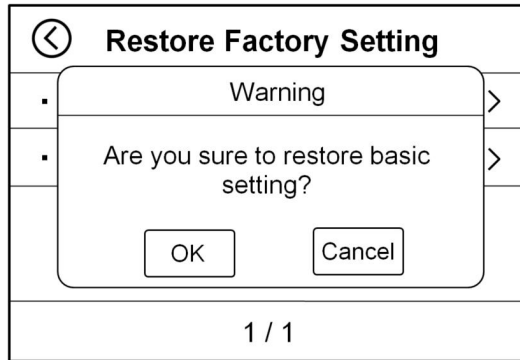 Restore Factory Setting
Warning
Are you sure to restore basic
setting?
OK
Cancel
1 / 1